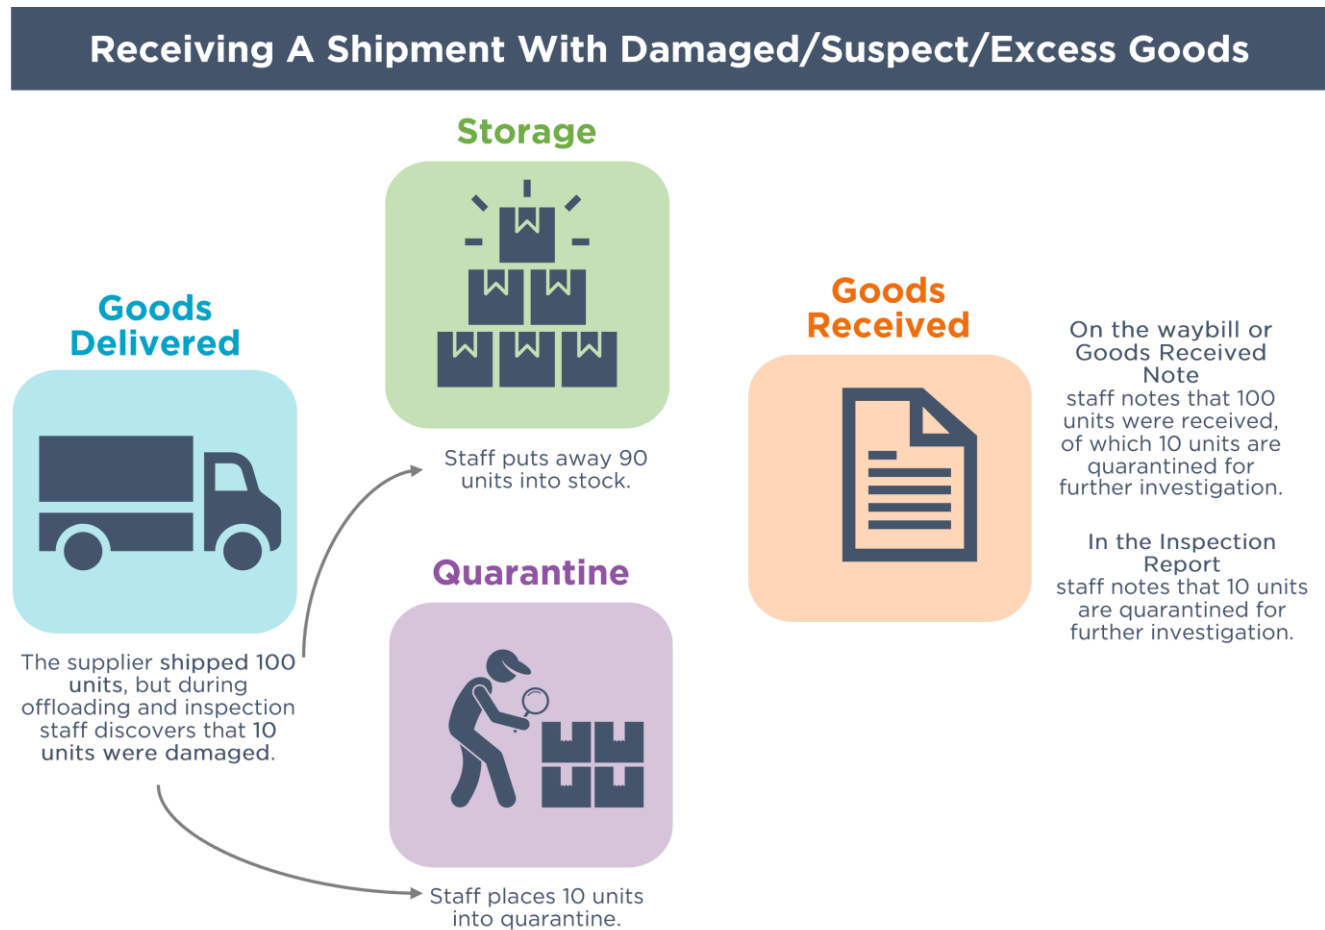 Receiving A Shipment With Damaged/Suspect/Excess Goods
Goods
Delivered
The supplier shipped 100
units, but during
offloading and inspection
staff discovers that 10
units were damaged.
Storage
Staff puts away 90
units into stock.
Quarantine
Staff places 10 units
into quarantine.
Goods
Received
On the waybill or
Goods Received
Note
staff notes that 100
units were received,
of which 10 units are
quarantined for
further investigation.
In the Inspection
Report
staff notes that 10 units
are quarantined for
further investigation.